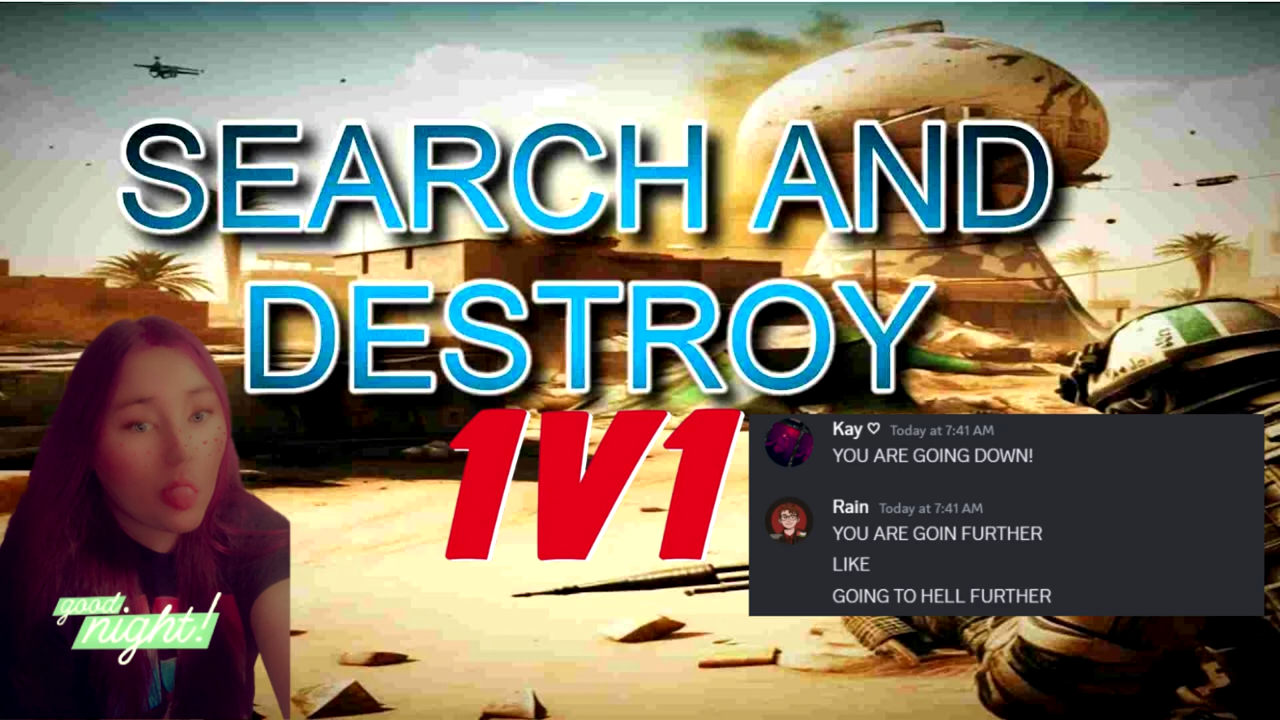 SEARCH AND
DESTROY
1V1
Kay ♡ Today at 7:41 AM
YOU ARE GOING DOWN!
Rain Today at 7:41 AM
YOU ARE GOIN FURTHER
LIKE
GOING TO HELL FURTHER
good
night!